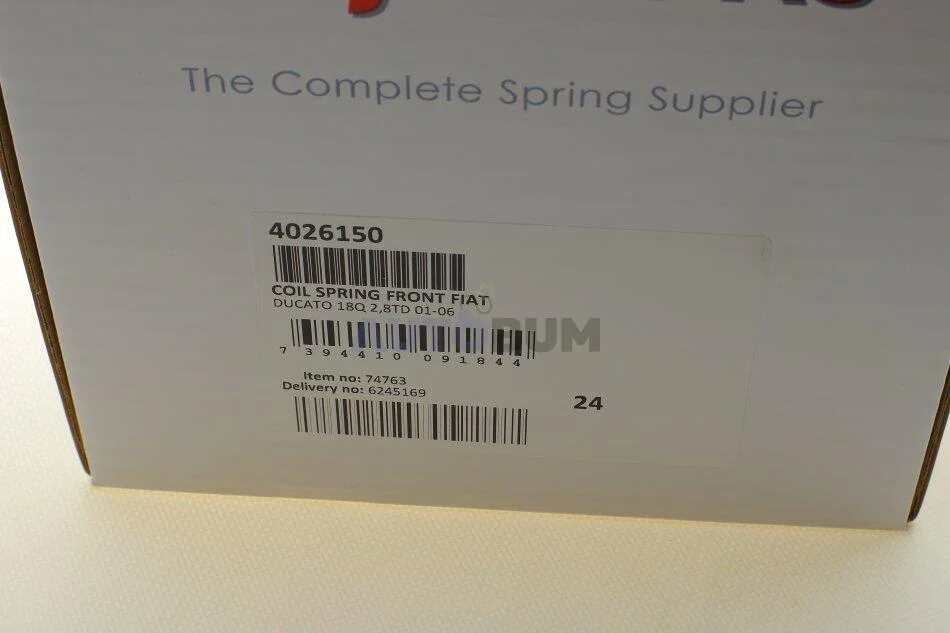 The Complete Spring Supplier
4026150
COIL SPRING FRONT FIAT
DUCATO 18Q 2,8TD 01-06
AUTOBUM
7 394410 091844
Item no: 74763
Delivery no: 6245169
24